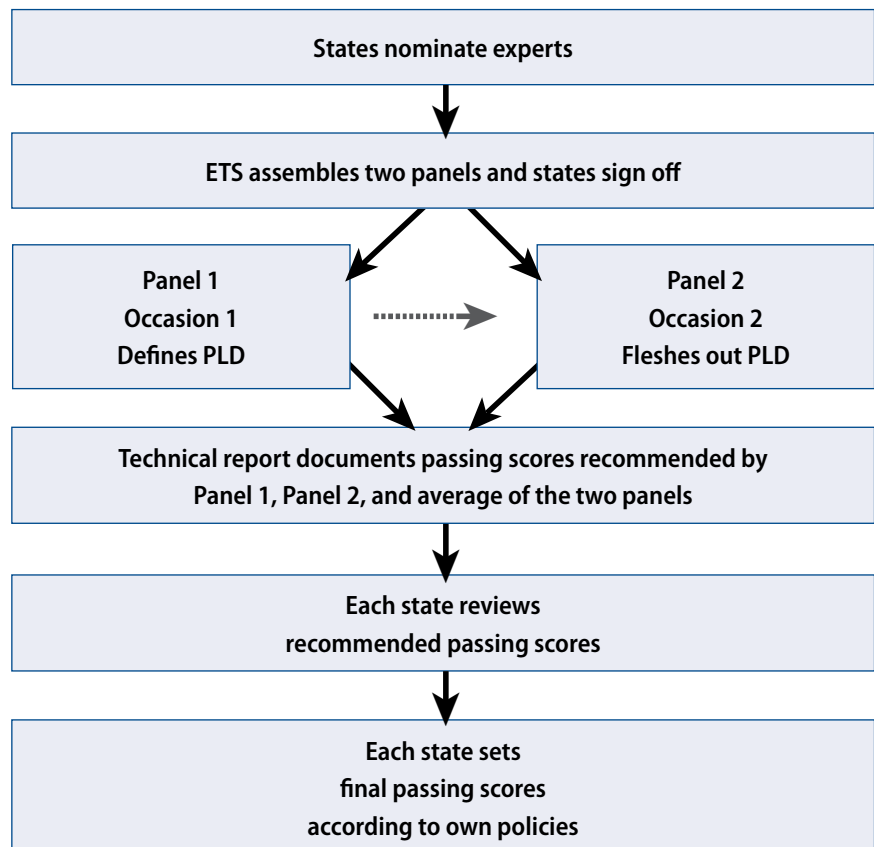 States nominate experts
ETS assembles two panels and states sign off
Panel 1
Occasion 1
Defines PLD
Panel 2
Occasion 2
Fleshes out PLD
Technical report documents passing scores recommended by
Panel 1, Panel 2, and average of the two panels
Each state reviews
recommended passing scores
Each state sets
final passing scores
according to own policies